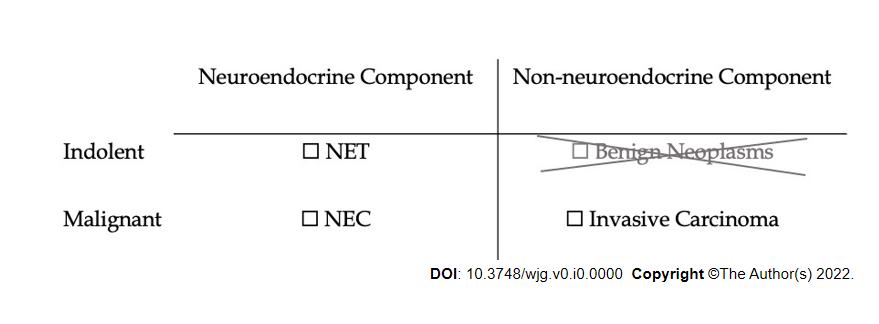 Neuroendocrine Component Non-neuroendocrine Component
Indolent ☐ NET ☐ Benign Neoplasms
Malignant ☐ NEC ☐ Invasive Carcinoma
DOI: 10.3748/wjg.v0.i0.0000 Copyright ©The Author(s) 2022.